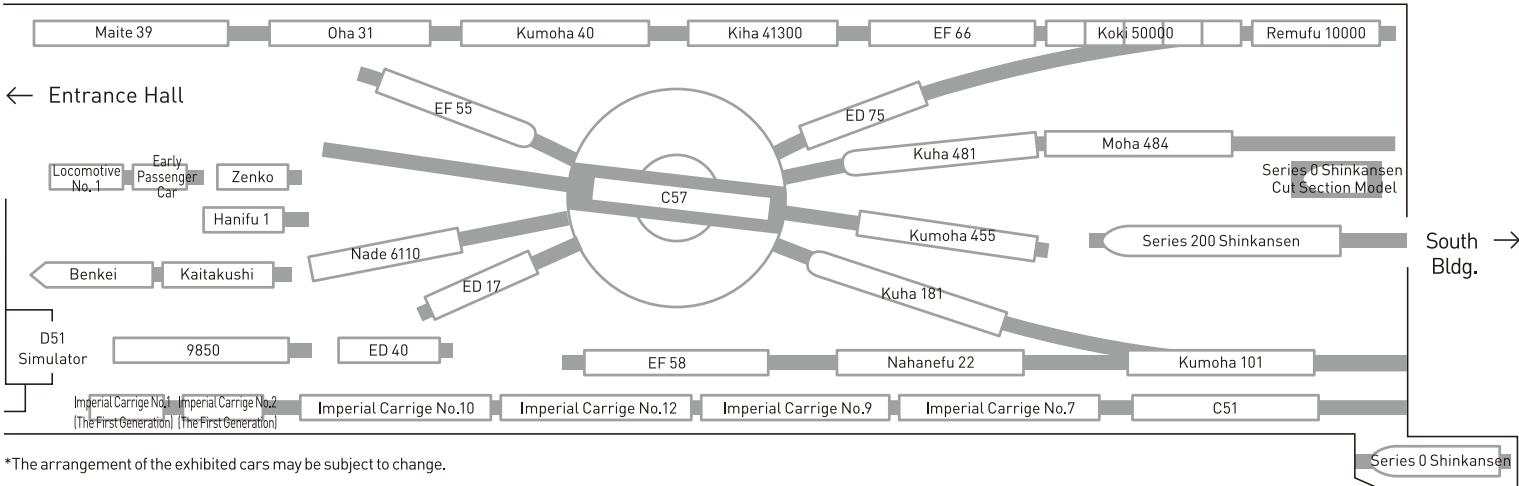 Maite 39
Oha 31
Kumoha 40
Kiha 41300
EF 66
Koki 50000
Remufu 10000
← Entrance Hall
EF 55
ED 75
Kuha 481
Moha 484
Locomotive
No. 1
Early
Passenger
Car
Zenko
Series 0 Shinkansen
Cut Section Model
C57
Hanifu 1
Nade 6110
Kumoha 455
Series 200 Shinkansen
South →
Bldg.
Benkei
Kaitakushi
ED 17
Kuha 181
D51
Simulator
9850
ED 40
EF 58
Nahanefu 22
Kumoha 101
Imperial Carrige No.1
(The First Generation)
Imperial Carrige No.2
(The First Generation)
Imperial Carrige No.10
Imperial Carrige No.12
Imperial Carrige No.9
Imperial Carrige No.7
C51
Series 0 Shinkansen
*The arrangement of the exhibited cars may be subject to change.